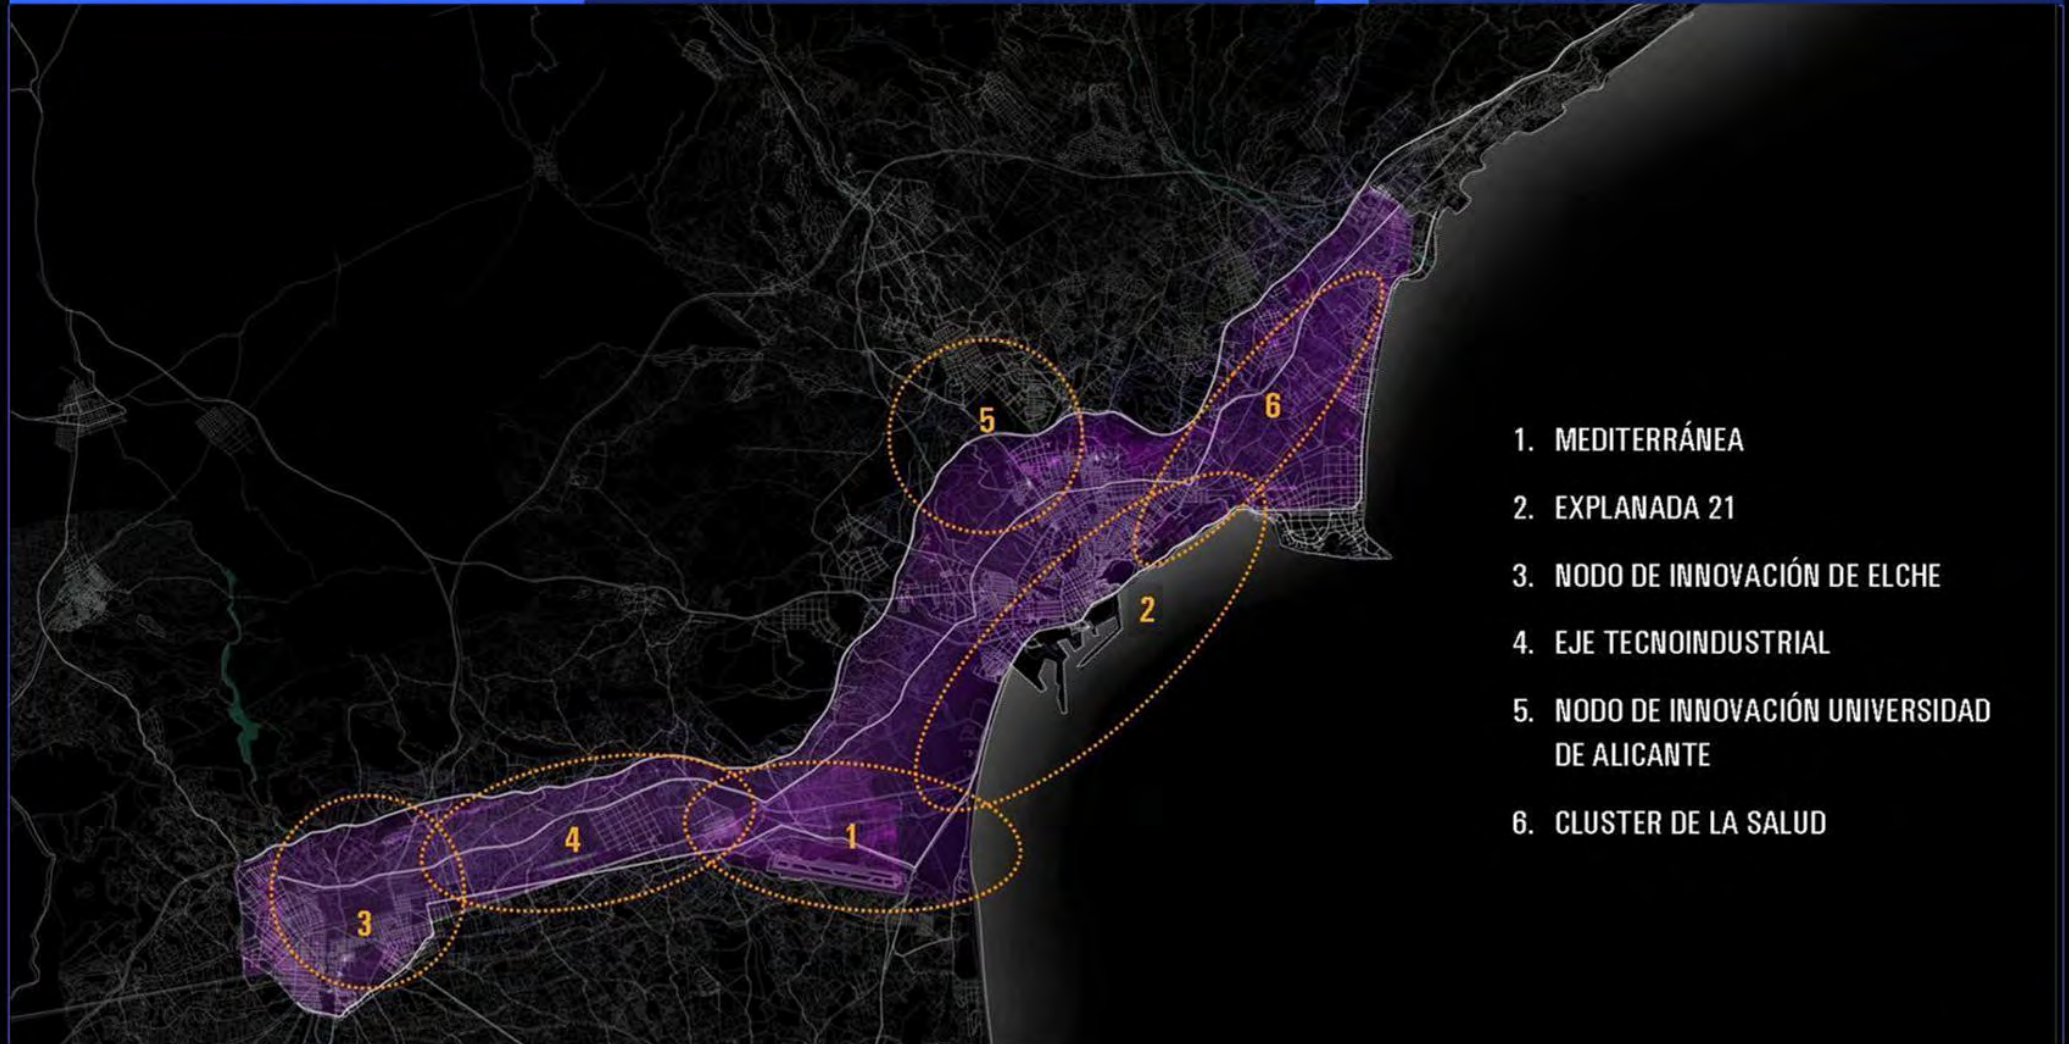 5
6
2
4
1
3
1. MEDITERRÁNEA
2. EXPLANADA 21
3. NODO DE INNOVACIÓN DE ELCHE
4. EJE TECNOINDUSTRIAL
5. NODO DE INNOVACIÓN UNIVERSIDAD
DE ALICANTE
6. CLUSTER DE LA SALUD